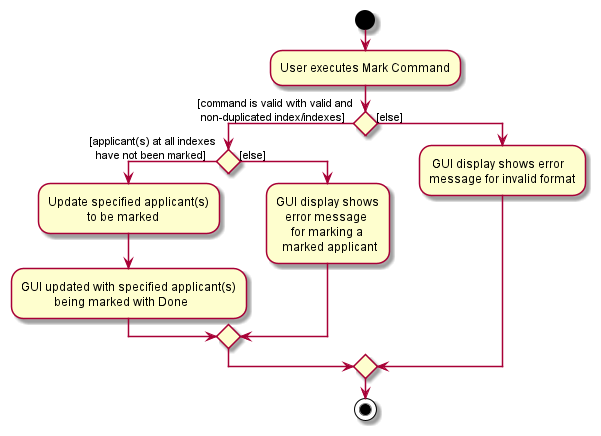 User executes Mark Command
[command is valid with valid and
non-duplicated index/indexes]
[else]
[applicant(s) at all indexes
have not been marked]
[else]
GUI display shows error
message for invalid format
Update specified applicant(s)
to be marked
GUI display shows
error message
for marking a
marked applicant
GUI updated with specified applicant(s)
being marked with Done